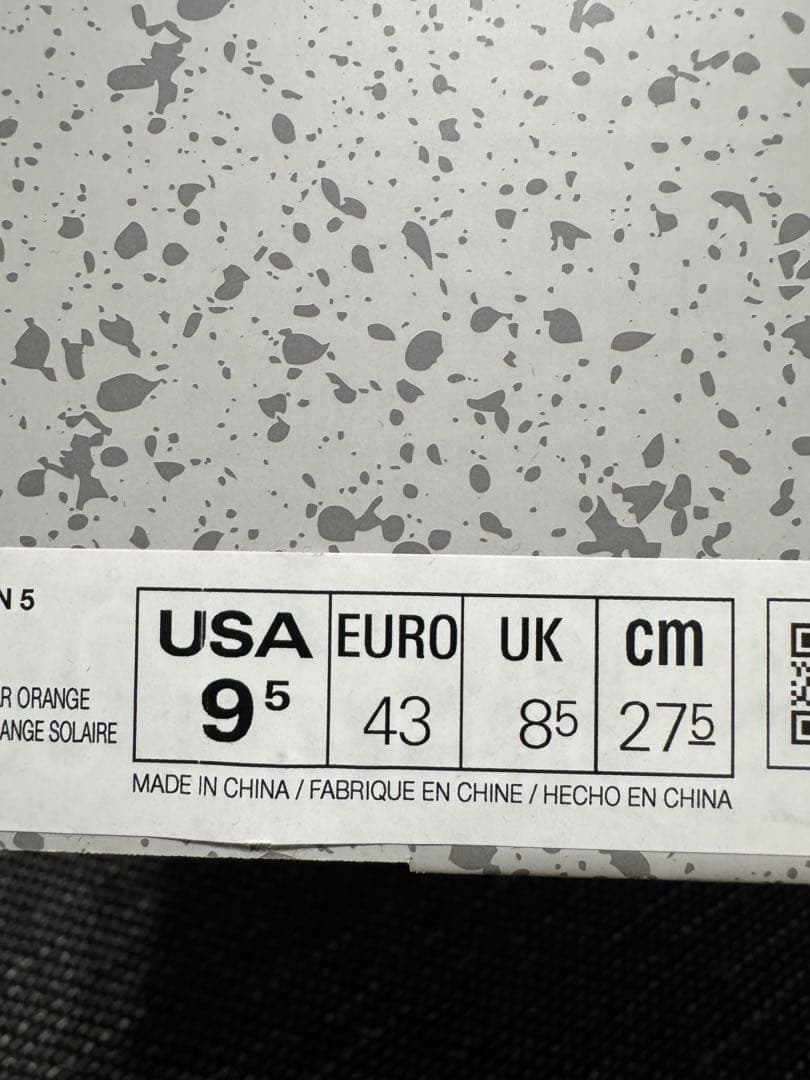 N 5
USA EURO UK cm
9⁵ 43 8⁵ 27⁵
R ORANGE
ANGE SOLAIRE
MADE IN CHINA / FABRIQUE EN CHINE / HECHO EN CHINA